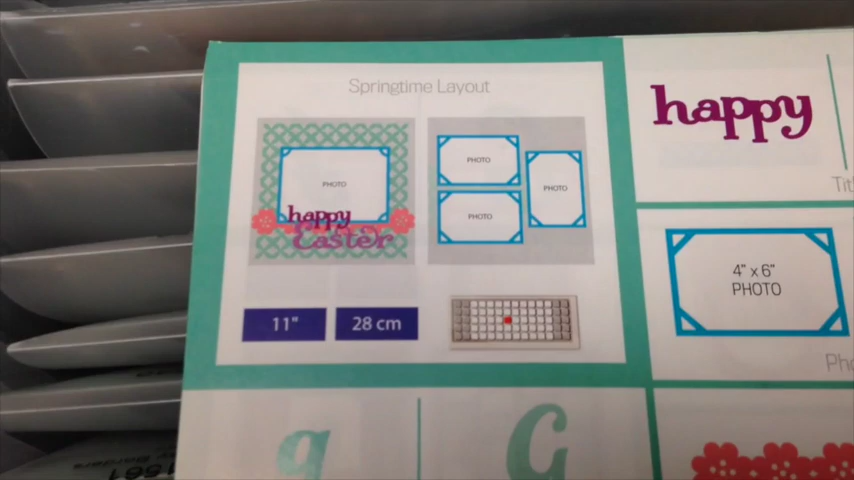 Springtime Layout
PHOTO
happy
Easter
PHOTO
PHOTO
PHOTO
11"
28 cm
happy
4" x 6"
PHOTO
g
G